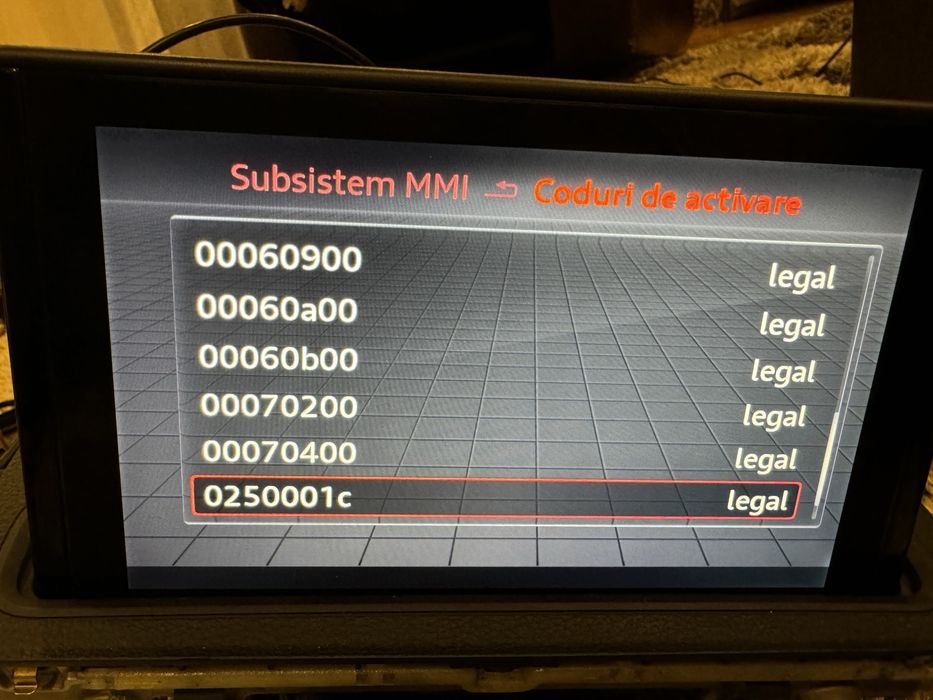 Subsistem MMI Coduri de activare
00060900 legal
00060a00 legal
00060b00 legal
00070200 legal
00070400 legal
0250001c legal